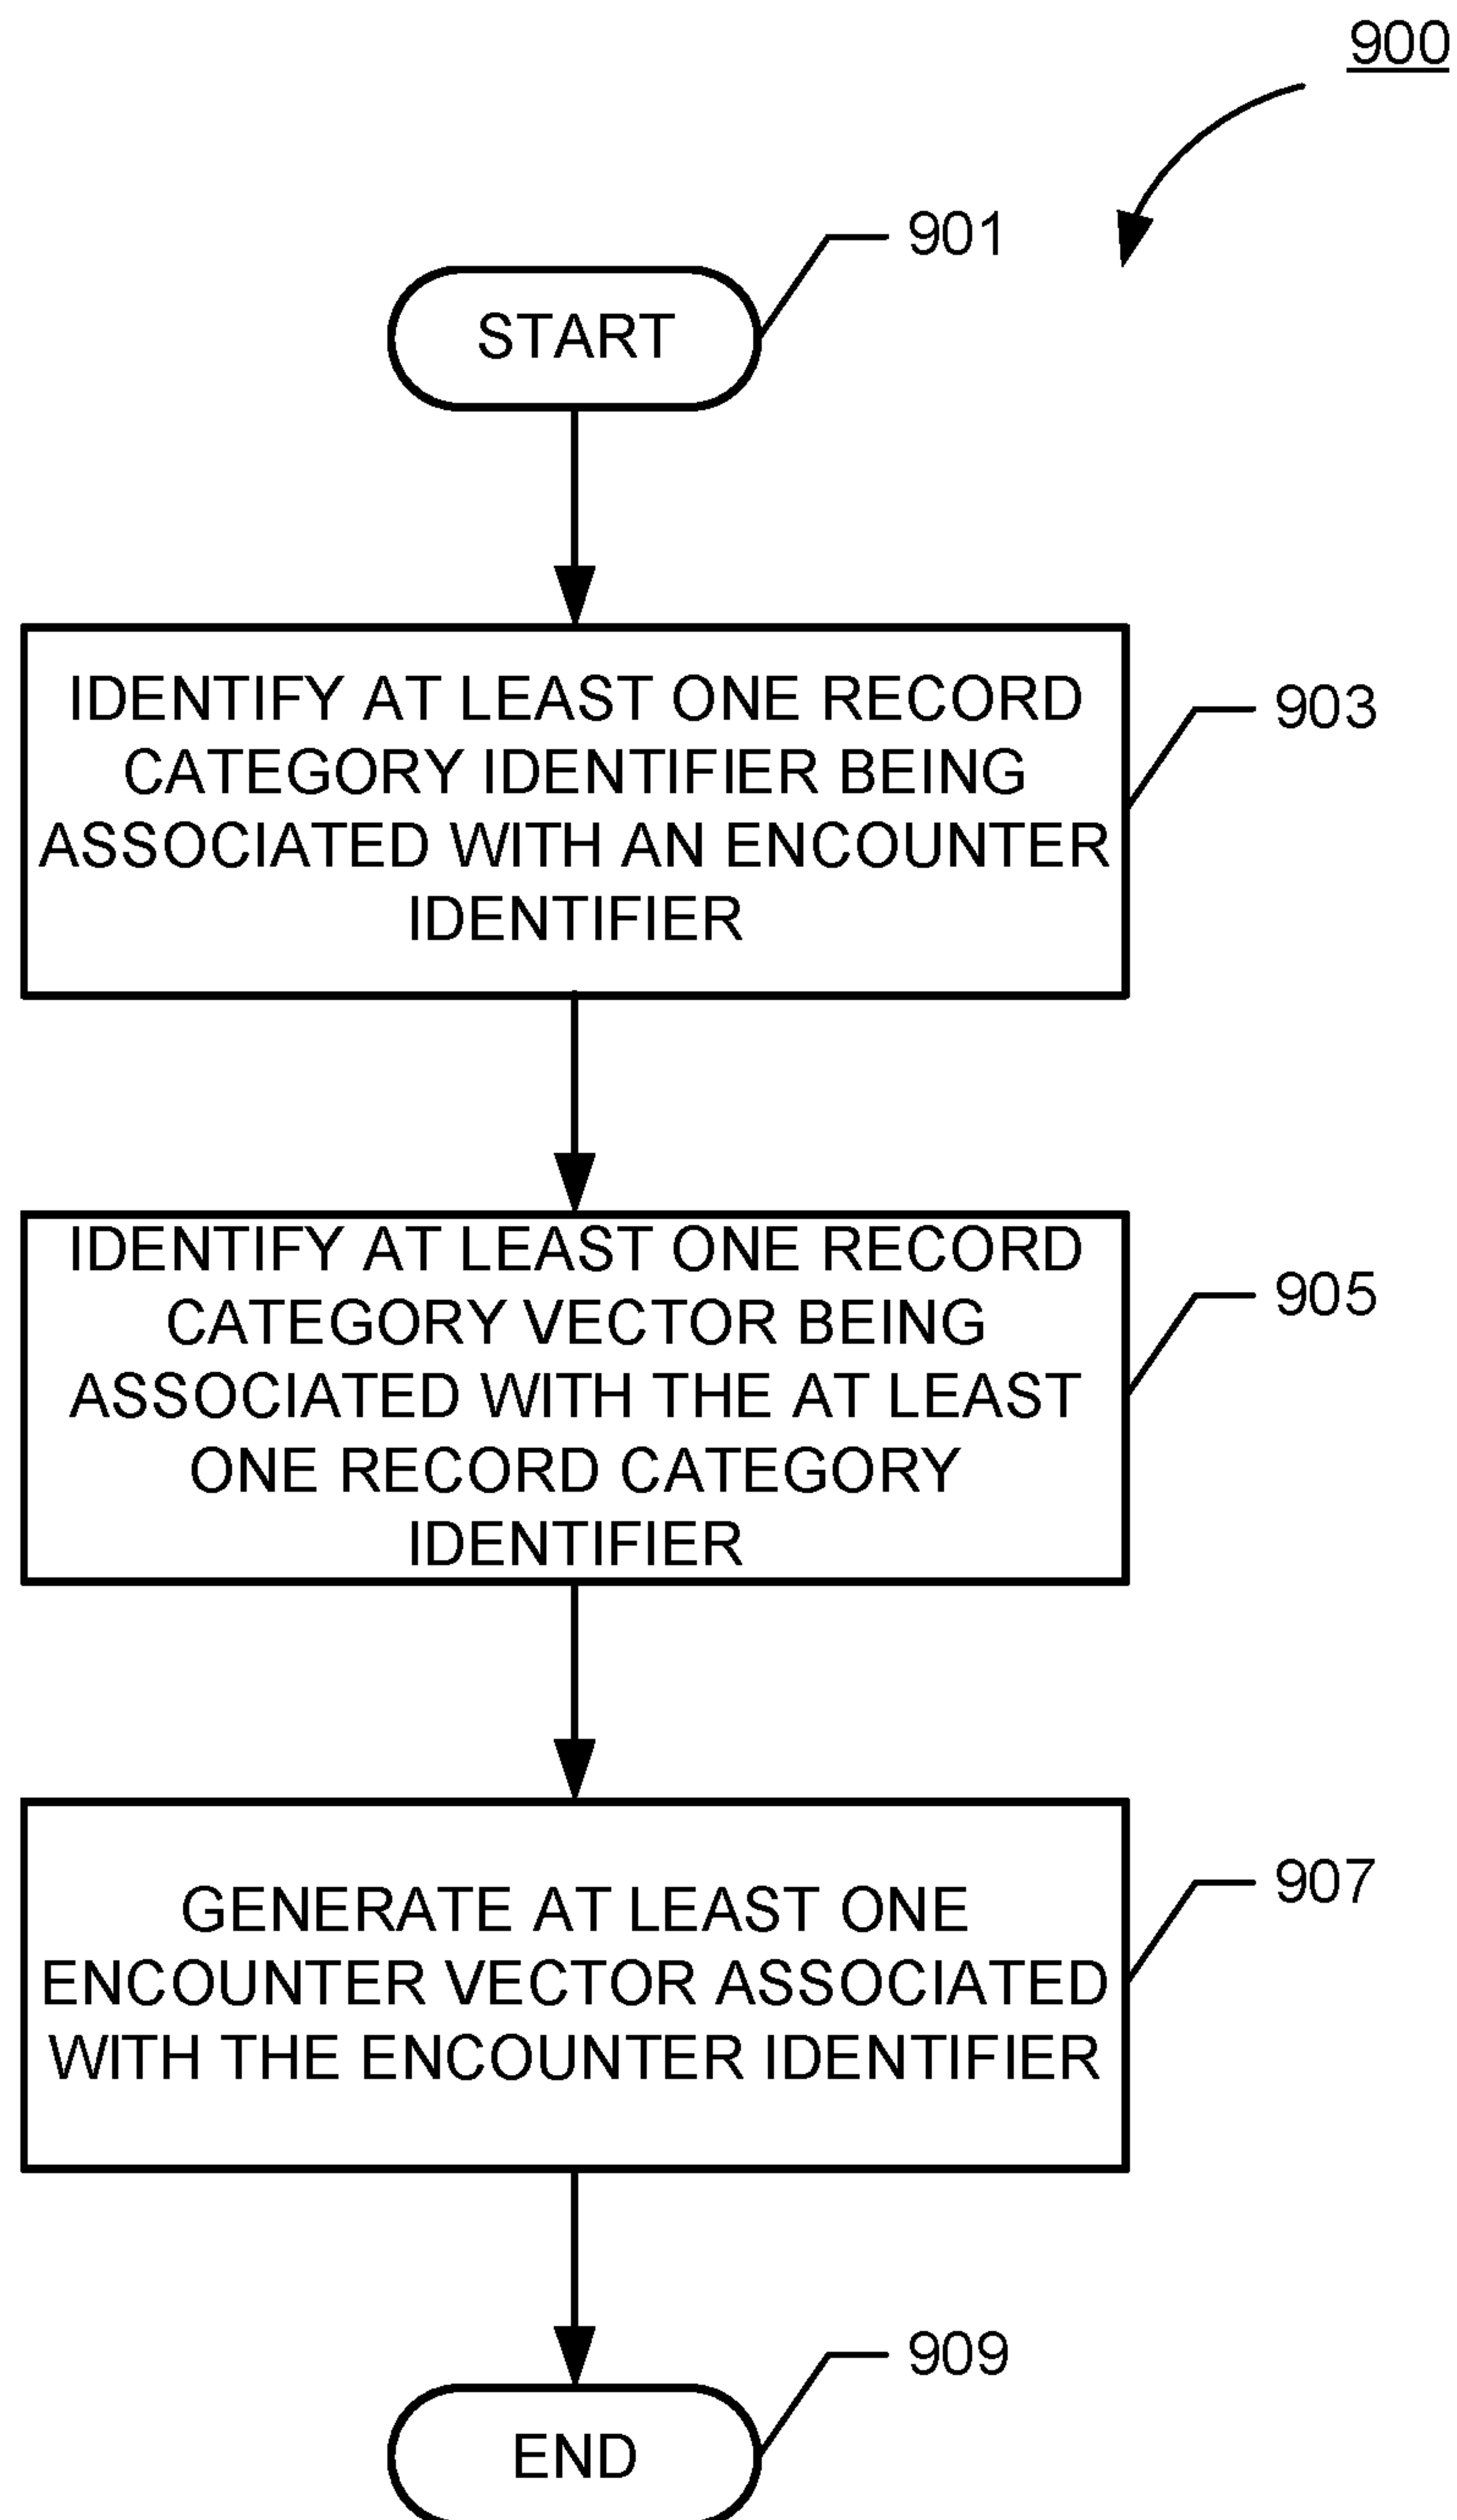 900
901
START
IDENTIFY AT LEAST ONE RECORD
CATEGORY IDENTIFIER BEING
ASSOCIATED WITH AN ENCOUNTER
IDENTIFIER
903
IDENTIFY AT LEAST ONE RECORD
CATEGORY VECTOR BEING
ASSOCIATED WITH THE AT LEAST
ONE RECORD CATEGORY
IDENTIFIER
905
GENERATE AT LEAST ONE
ENCOUNTER VECTOR ASSOCIATED
WITH THE ENCOUNTER IDENTIFIER
907
909
END